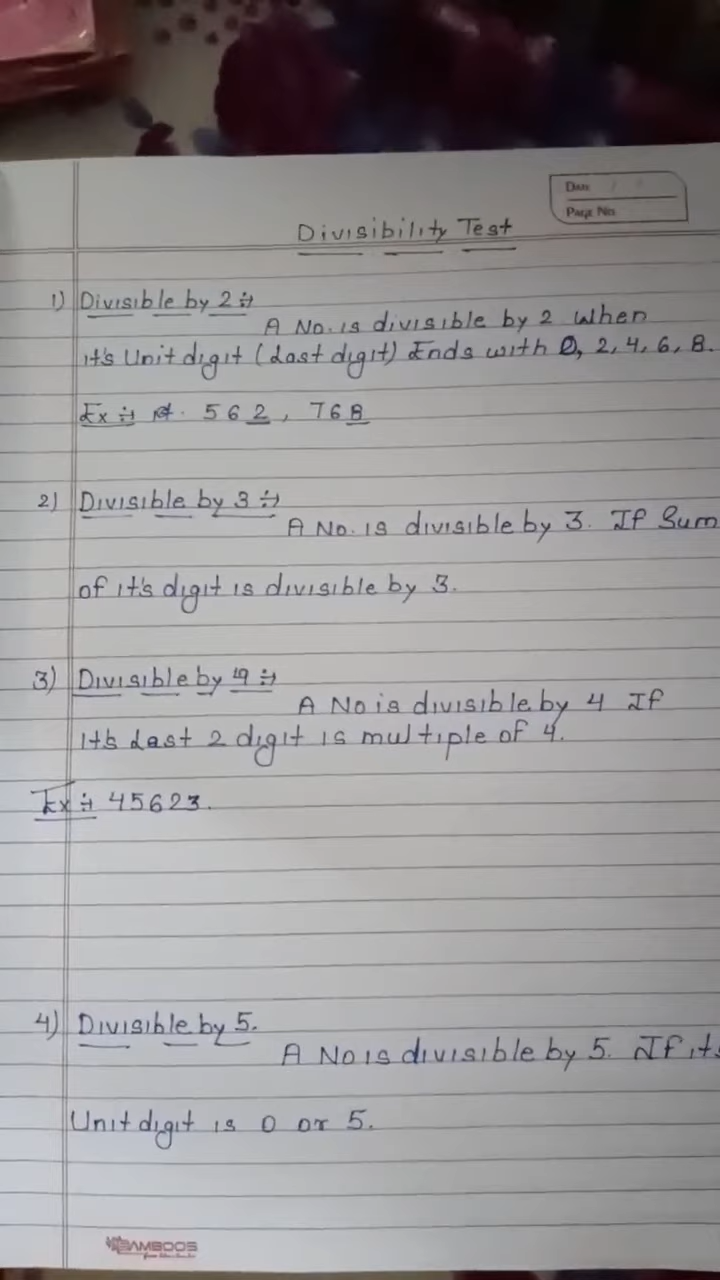 Date / /
Page No.
Divisibility Test
1) Divisible by 2 :-
A No. is divisible by 2 when
it's Unit digit (Last digit) Ends with 0, 2, 4, 6, 8.
Ex :- 562, 768
2) Divisible by 3 :-
A No. is divisible by 3. If Sum
of it's digit is divisible by 3.
3) Divisible by 4 :-
A No is divisible by 4 If
it's Last 2 digit is multiple of 4.
Ex :- 45623.
4) Divisible by 5.
A No is divisible by 5. If its
Unit digit is 0 or 5.
BAMBOOS